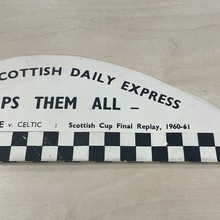 SCOTTISH DAILY EXPRESS
PS THEM ALL –
E v. CELTIC : Scottish Cup Final Replay, 1960-61